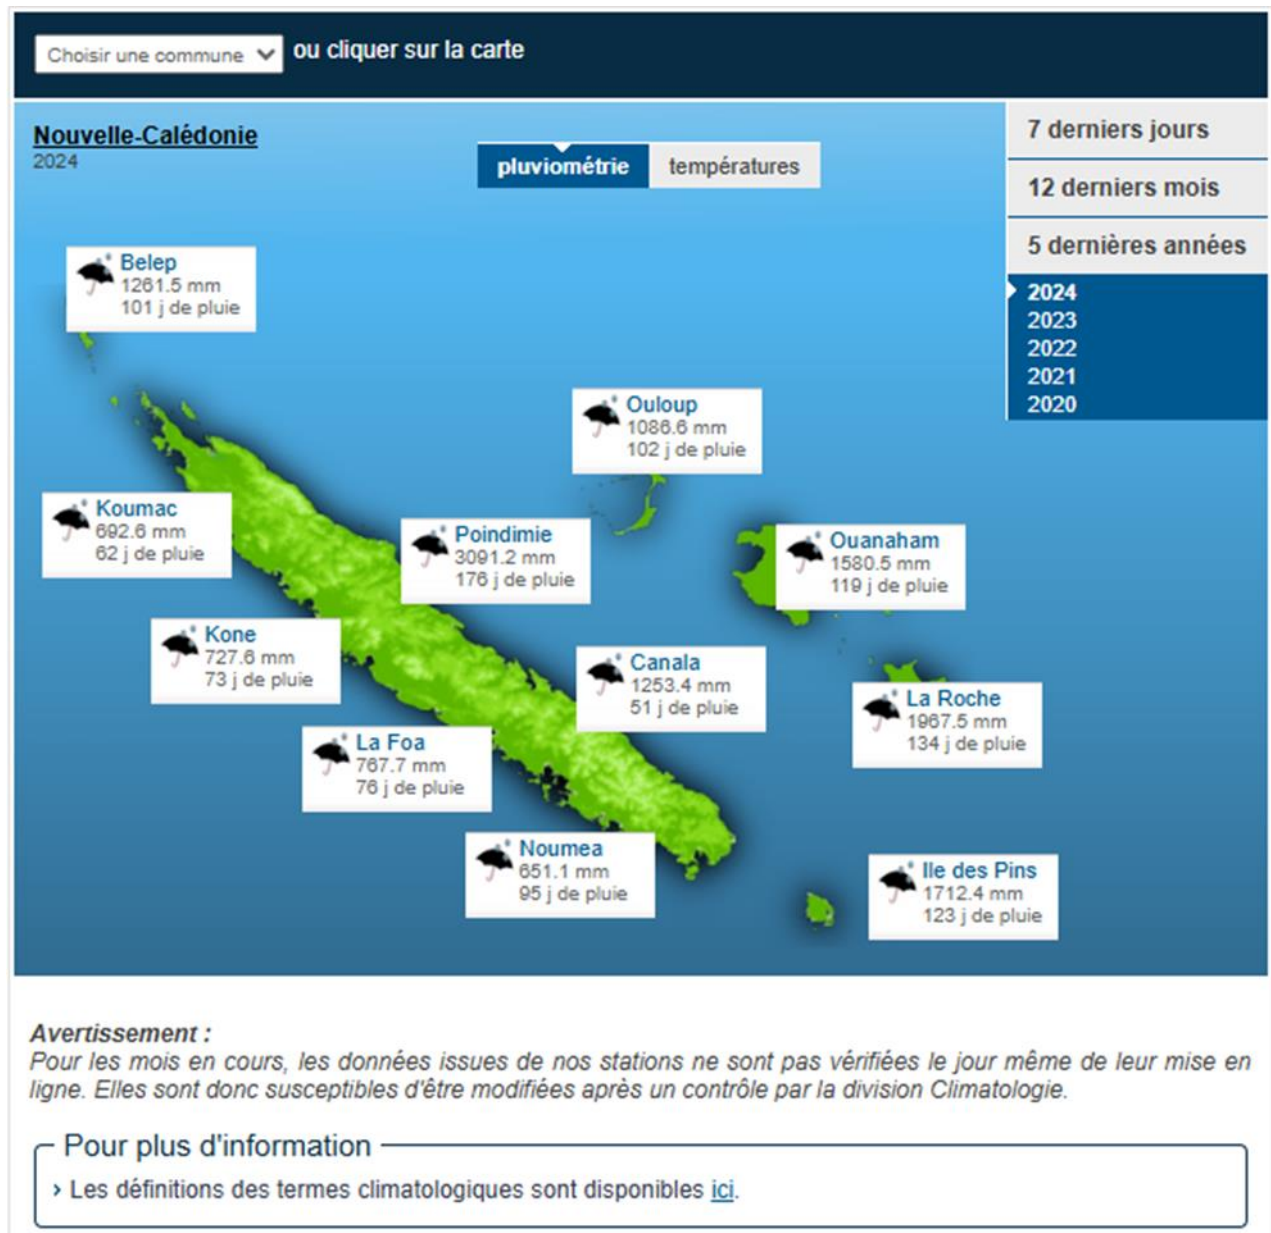 Choisir une commune
ou cliquer sur la carte
Nouvelle-Calédonie
2024
pluviométrie
températures
7 derniers jours
12 derniers mois
5 dernières années
2024
2023
2022
2021
2020
Belep
1261.5 mm
101 j de pluie
Ouloup
1086.6 mm
102 j de pluie
Koumac
692.6 mm
62 j de pluie
Poindimie
3091.2 mm
176 j de pluie
Ouanaham
1580.5 mm
119 j de pluie
Kone
727.6 mm
73 j de pluie
Canala
1253.4 mm
51 j de pluie
La Roche
1967.5 mm
134 j de pluie
La Foa
767.7 mm
76 j de pluie
Noumea
651.1 mm
95 j de pluie
Ile des Pins
1712.4 mm
123 j de pluie
Avertissement :
Pour les mois en cours, les données issues de nos stations ne sont pas vérifiées le jour même de leur mise en
ligne. Elles sont donc susceptibles d'être modifiées après un contrôle par la division Climatologie.
Pour plus d'information
› Les définitions des termes climatologiques sont disponibles ici.